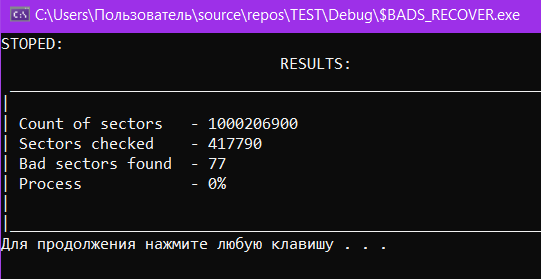 C:\Users\Пользователь\source\repos\TEST\Debug\$BADS_RECOVER.exe
STOPED:
RESULTS:
| Count of sectors - 1000206900
| Sectors checked - 417790
| Bad sectors found - 77
| Process - 0%
Для продолжения нажмите любую клавишу . . .